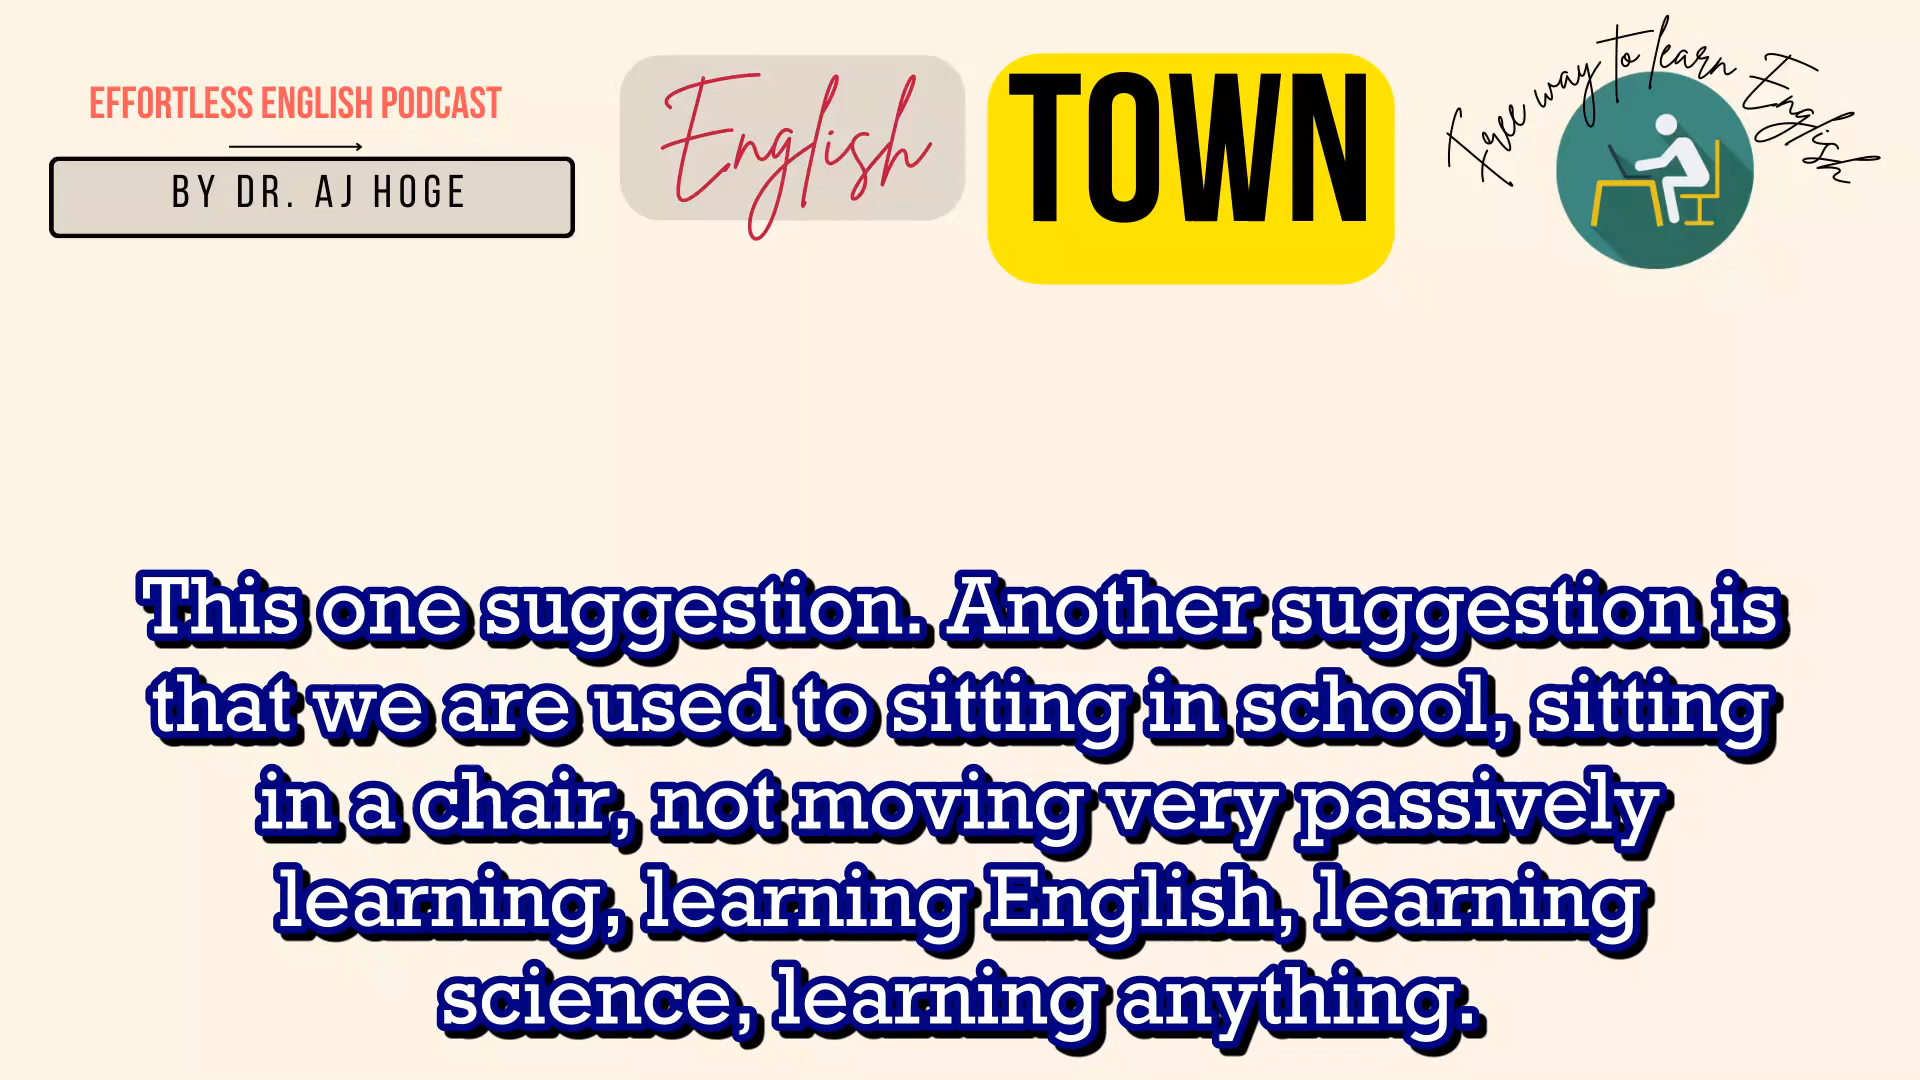 EFFORTLESS ENGLISH PODCAST
BY DR. AJ HOGE
English
TOWN
Free way to learn English
This one suggestion. Another suggestion is
that we are used to sitting in school, sitting
in a chair, not moving very passively
learning, learning English, learning
science, learning anything.